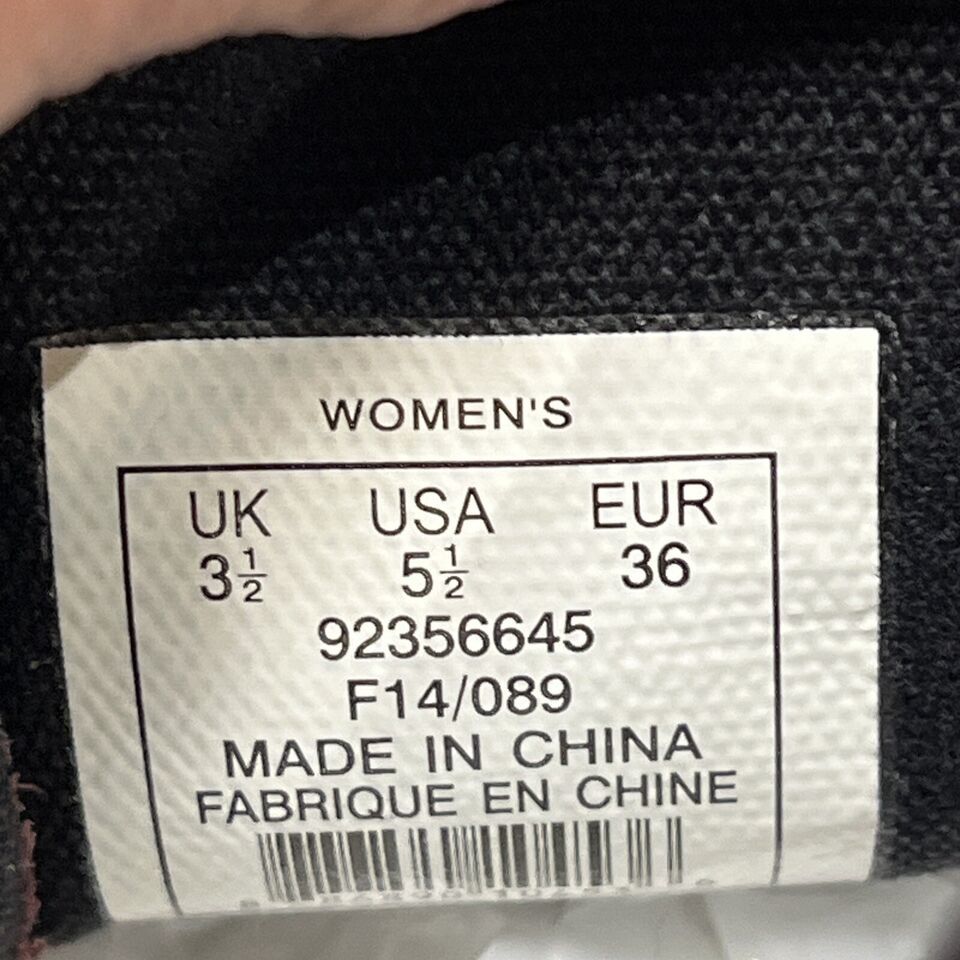 WOMEN'S
UK USA EUR
3½ 5½ 36
92356645
F14/089
MADE IN CHINA
FABRIQUE EN CHINE